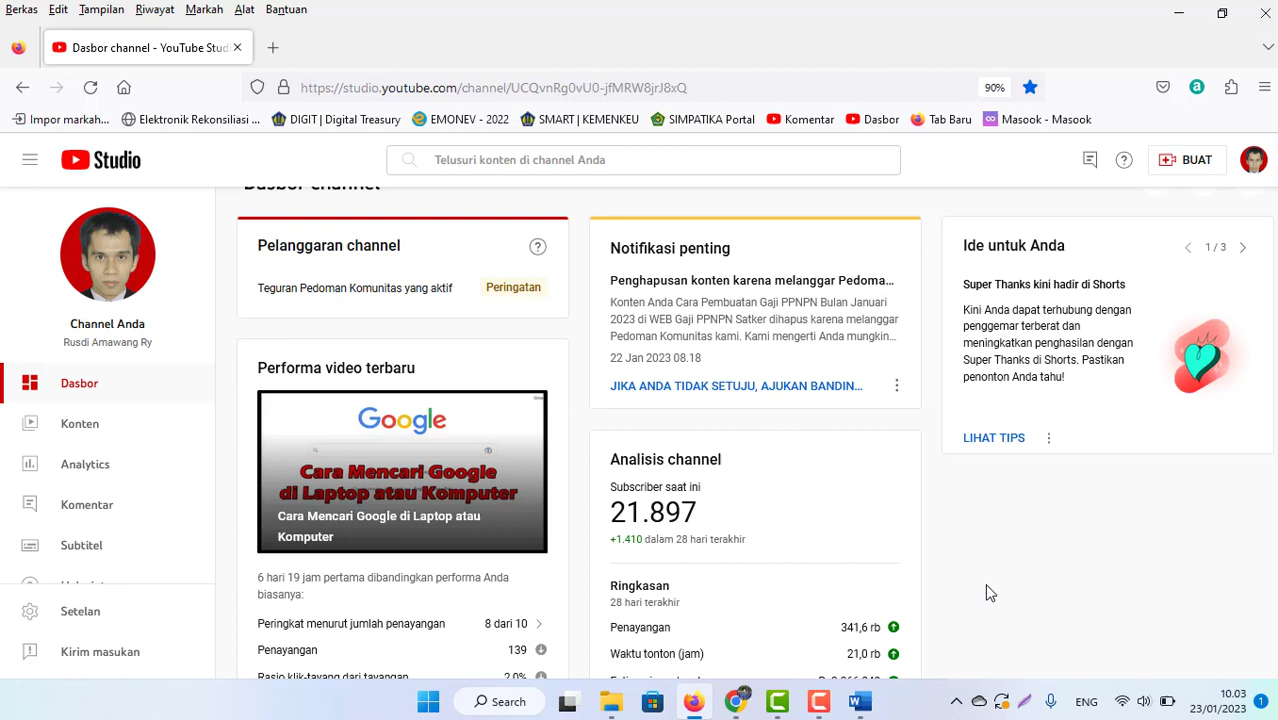 Berkas Edit Tampilan Riwayat Markah Alat Bantuan
Dasbor channel - YouTube Stud
https://studio.youtube.com/channel/UCQvnRg0vU0-jfMRW8jrJ8xQ
90%
Impor markah...
Elektronik Rekonsiliasi ...
DIGIT | Digital Treasury
EMONEV - 2022
SMART | KEMENKEU
SIMPATIKA Portal
Komentar
Dasbor
Tab Baru
Masook - Masook
Studio
Telusuri konten di channel Anda
BUAT
Dasbor channel
Channel Anda
Rusdi Amawang Ry
Dasbor
Konten
Analytics
Komentar
Subtitel
Setelan
Kirim masukan
Pelanggaran channel
Teguran Pedoman Komunitas yang aktif
Peringatan
Performa video terbaru
Google
Cara Mencari Google
di Laptop atau Komputer
Cara Mencari Google di Laptop atau
Komputer
6 hari 19 jam pertama dibandingkan performa Anda
biasanya:
Peringkat menurut jumlah penayangan 8 dari 10
Penayangan 139
Rasio klik-tayang dari tayangan 2,0%
Notifikasi penting
Penghapusan konten karena melanggar Pedoma...
Konten Anda Cara Pembuatan Gaji PPNPN Bulan Januari
2023 di WEB Gaji PPNPN Satker dihapus karena melanggar
Pedoman Komunitas kami. Kami mengerti Anda mungkin...
22 Jan 2023 08.18
JIKA ANDA TIDAK SETUJU, AJUKAN BANDIN...
Analisis channel
Subscriber saat ini
21.897
+1.410 dalam 28 hari terakhir
Ringkasan
28 hari terakhir
Penayangan 341,6 rb
Waktu tonton (jam) 21,0 rb
Ide untuk Anda
1 / 3
Super Thanks kini hadir di Shorts
Kini Anda dapat terhubung dengan
penggemar terberat dan
meningkatkan penghasilan dengan
Super Thanks di Shorts. Pastikan
penonton Anda tahu!
LIHAT TIPS
Search
ENG
10.03
23/01/2023
1